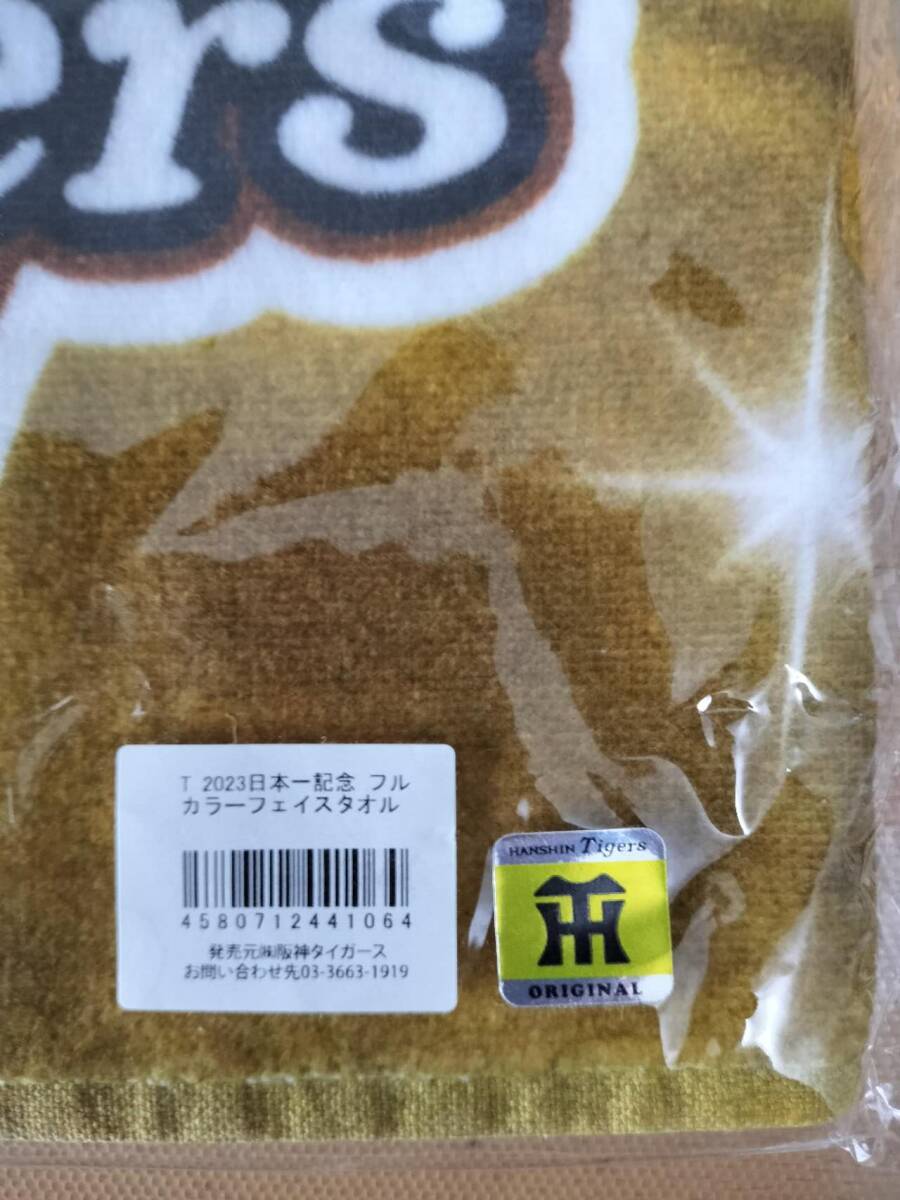 ers
T 2023日本一記念 フル
カラーフェイスタオル
4580712441064
発売元㈱阪神タイガース
お問い合わせ先03-3663-1919
HANSHIN Tigers
TH
ORIGINAL